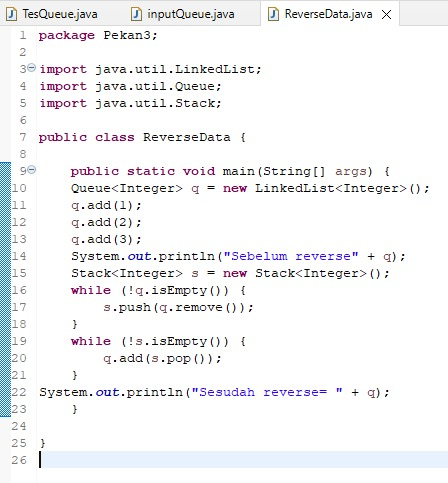 TesQueue.java inputQueue.java ReverseData.java
1 package Pekan3;
2
3 import java.util.LinkedList;
4 import java.util.Queue;
5 import java.util.Stack;
6
7 public class ReverseData {
8
9 public static void main(String[] args) {
10 Queue<Integer> q = new LinkedList<Integer>();
11 q.add(1);
12 q.add(2);
13 q.add(3);
14 System.out.println("Sebelum reverse" + q);
15 Stack<Integer> s = new Stack<Integer>();
16 while (!q.isEmpty()) {
17 s.push(q.remove());
18 }
19 while (!s.isEmpty()) {
20 q.add(s.pop());
21 }
22 System.out.println("Sesudah reverse= " + q);
23 }
24
25 }
26